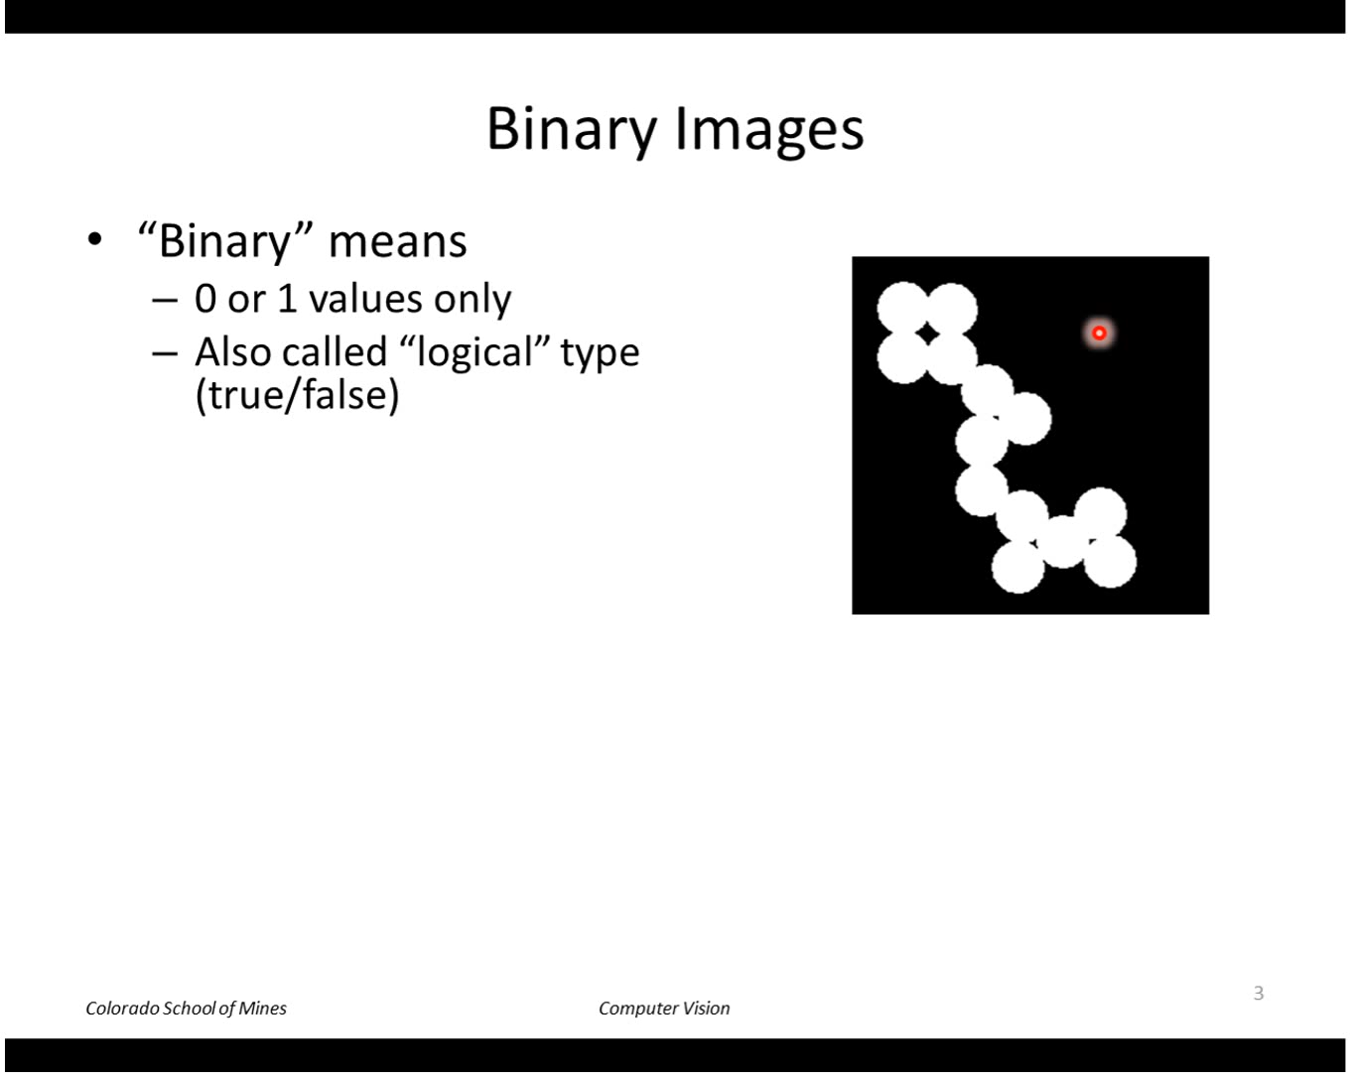 Binary Images
• “Binary” means
– 0 or 1 values only
– Also called “logical” type
(true/false)
Colorado School of Mines
Computer Vision
3